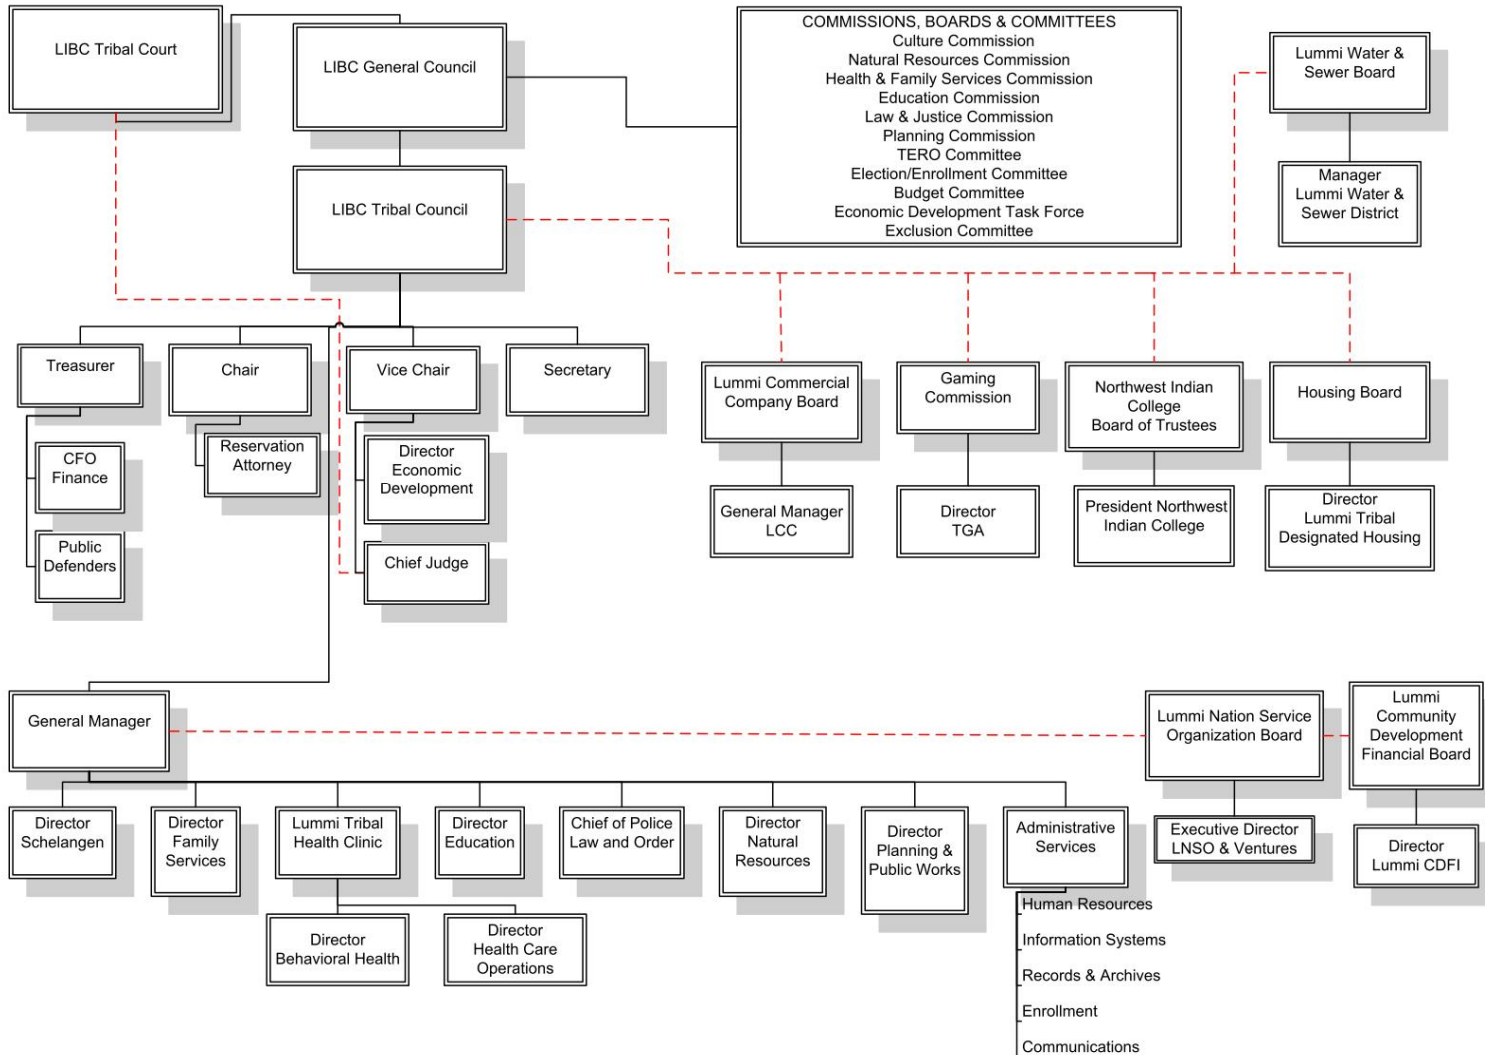 LIBC Tribal Court
LIBC General Council
COMMISSIONS, BOARDS & COMMITTEES
Culture Commission
Natural Resources Commission
Health & Family Services Commission
Education Commission
Law & Justice Commission
Planning Commission
TERO Committee
Election/Enrollment Committee
Budget Committee
Economic Development Task Force
Exclusion Committee
Lummi Water &
Sewer Board
Manager
Lummi Water &
Sewer District
LIBC Tribal Council
Treasurer
Chair
Vice Chair
Secretary
CFO
Finance
Public
Defenders
Reservation
Attorney
Director
Economic
Development
Chief Judge
Lummi Commercial
Company Board
Gaming
Commission
Northwest Indian
College
Board of Trustees
Housing Board
General Manager
LCC
Director
TGA
President Northwest
Indian College
Director
Lummi Tribal
Designated Housing
General Manager
Lummi Nation Service
Organization Board
Lummi
Community
Development
Financial Board
Director
Schelangen
Director
Family
Services
Lummi Tribal
Health Clinic
Director
Education
Chief of Police
Law and Order
Director
Natural
Resources
Director
Planning &
Public Works
Administrative
Services
Executive Director
LNSO & Ventures
Director
Lummi CDFI
Director
Behavioral Health
Director
Health Care
Operations
Human Resources
Information Systems
Records & Archives
Enrollment
Communications